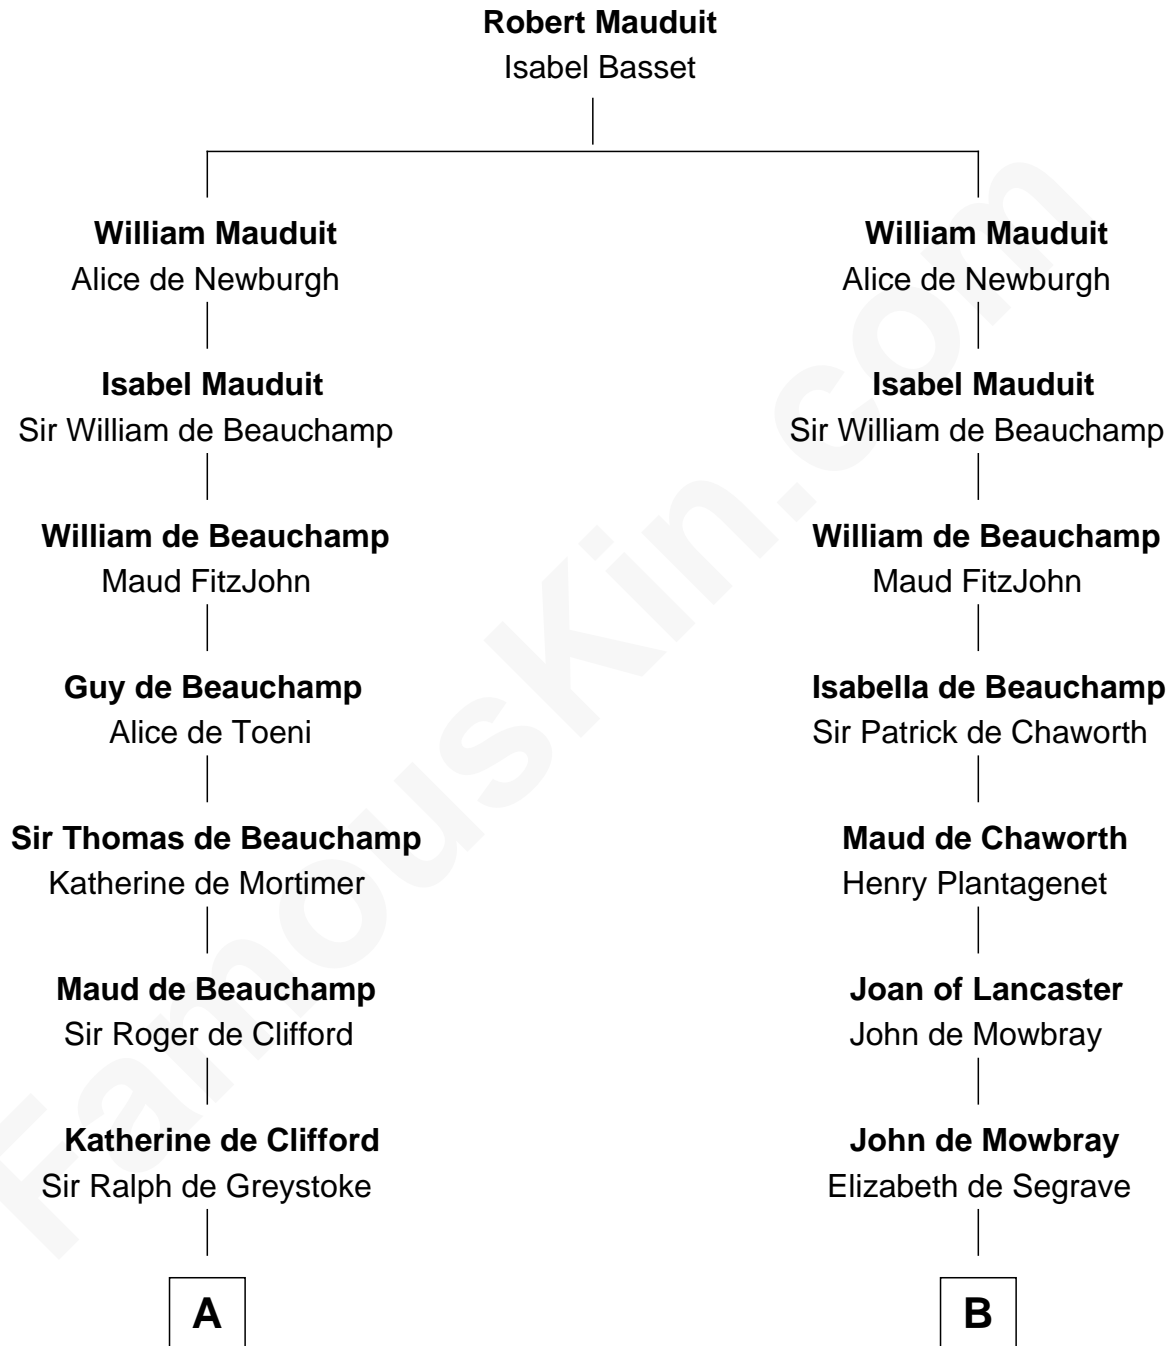 Robert Mauduit
Isabel Basset
William Mauduit
Alice de Newburgh
Isabel Mauduit
Sir William de Beauchamp
William de Beauchamp
Maud FitzJohn
Guy de Beauchamp
Alice de Toeni
Sir Thomas de Beauchamp
Katherine de Mortimer
Maud de Beauchamp
Sir Roger de Clifford
Katherine de Clifford
Sir Ralph de Greystoke
A
William Mauduit
Alice de Newburgh
Isabel Mauduit
Sir William de Beauchamp
William de Beauchamp
Maud FitzJohn
Isabella de Beauchamp
Sir Patrick de Chaworth
Maud de Chaworth
Henry Plantagenet
Joan of Lancaster
John de Mowbray
John de Mowbray
Elizabeth de Segrave
B
FamousKin.com